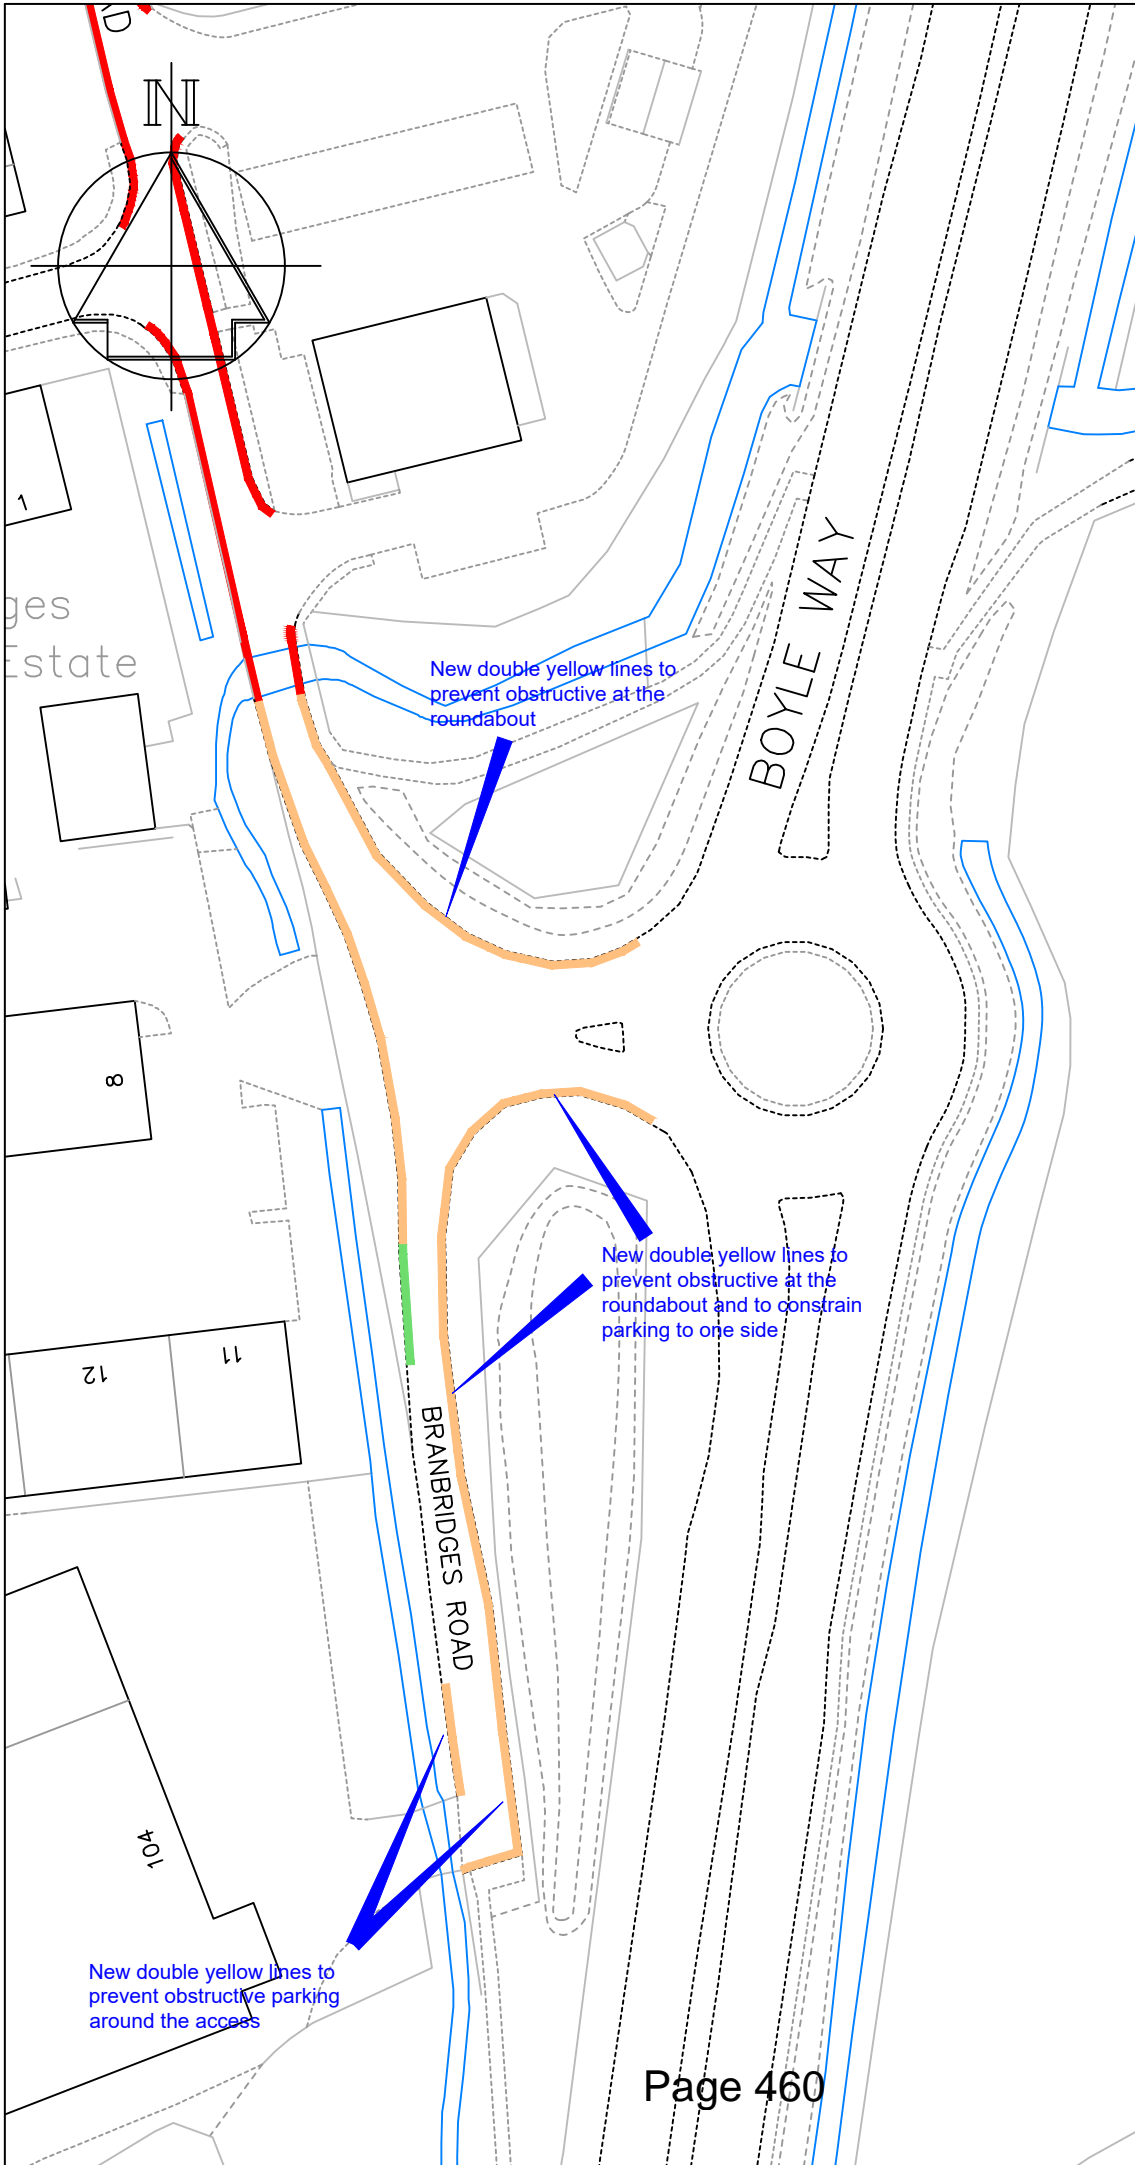 D
N
1
ges
Estate
New double yellow lines to
prevent obstructive at the
roundabout
BOYLE WAY
8
New double yellow lines to
prevent obstructive at the
roundabout and to constrain
parking to one side
12
11
BRANBRIDGES ROAD
104
New double yellow lines to
prevent obstructive parking
around the access
Page 460